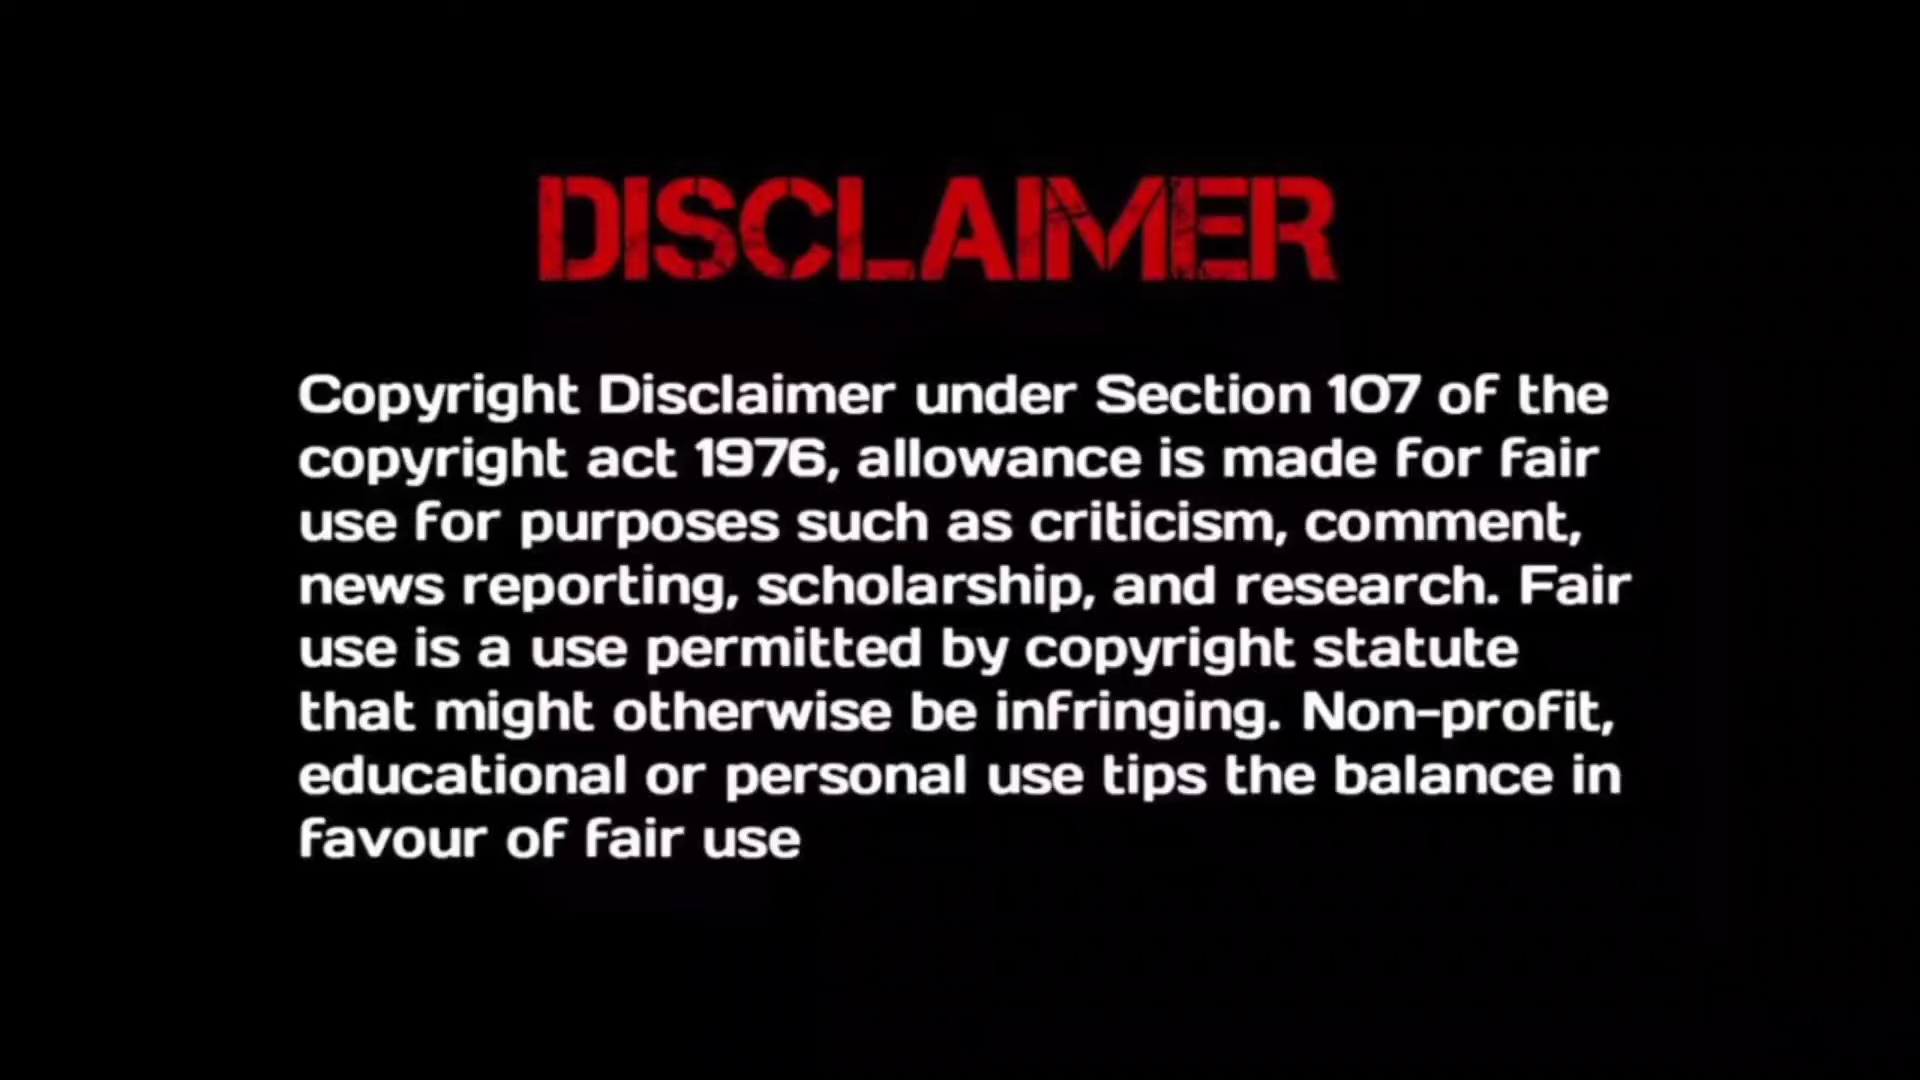 DISCLAIMER
Copyright Disclaimer under Section 107 of the
copyright act 1976, allowance is made for fair
use for purposes such as criticism, comment,
news reporting, scholarship, and research. Fair
use is a use permitted by copyright statute
that might otherwise be infringing. Non-profit,
educational or personal use tips the balance in
favour of fair use